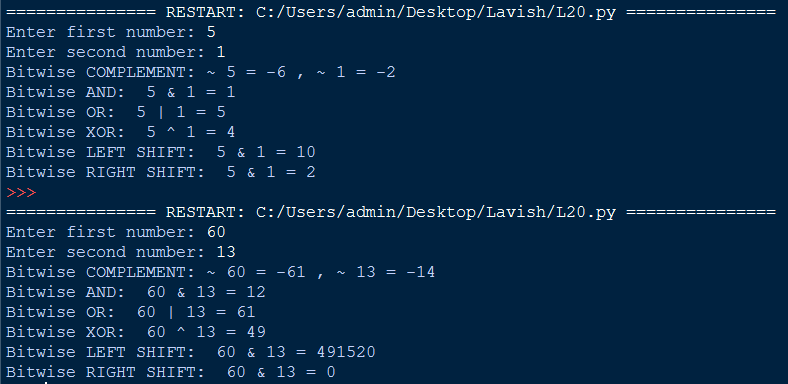 =============== RESTART: C:/Users/admin/Desktop/Lavish/L20.py ===============
Enter first number: 5
Enter second number: 1
Bitwise COMPLEMENT: ~ 5 = -6 , ~ 1 = -2
Bitwise AND:  5 & 1 = 1
Bitwise OR:  5 | 1 = 5
Bitwise XOR:  5 ^ 1 = 4
Bitwise LEFT SHIFT:  5 & 1 = 10
Bitwise RIGHT SHIFT:  5 & 1 = 2
>>>
=============== RESTART: C:/Users/admin/Desktop/Lavish/L20.py ===============
Enter first number: 60
Enter second number: 13
Bitwise COMPLEMENT: ~ 60 = -61 , ~ 13 = -14
Bitwise AND:  60 & 13 = 12
Bitwise OR:  60 | 13 = 61
Bitwise XOR:  60 ^ 13 = 49
Bitwise LEFT SHIFT:  60 & 13 = 491520
Bitwise RIGHT SHIFT:  60 & 13 = 0